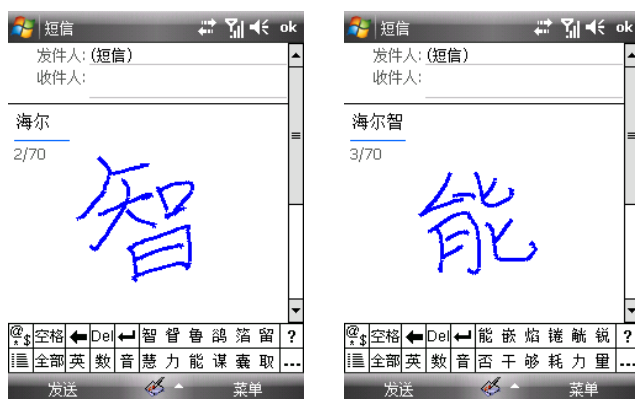 短信 ok
发件人: (短信)
收件人:
海尔
2/70
智
@$* 空格 Del 智 督 鲁 鹄 箔 留 ?
全部 英 数 音 慧 力 能 谋 囊 取 ...
发送 菜单
短信 ok
发件人: (短信)
收件人:
海尔智
3/70
能
@$* 空格 Del 能 嵌 焰 锩 觥 锐 ?
全部 英 数 音 否 干 够 耗 力 量 ...
发送 菜单